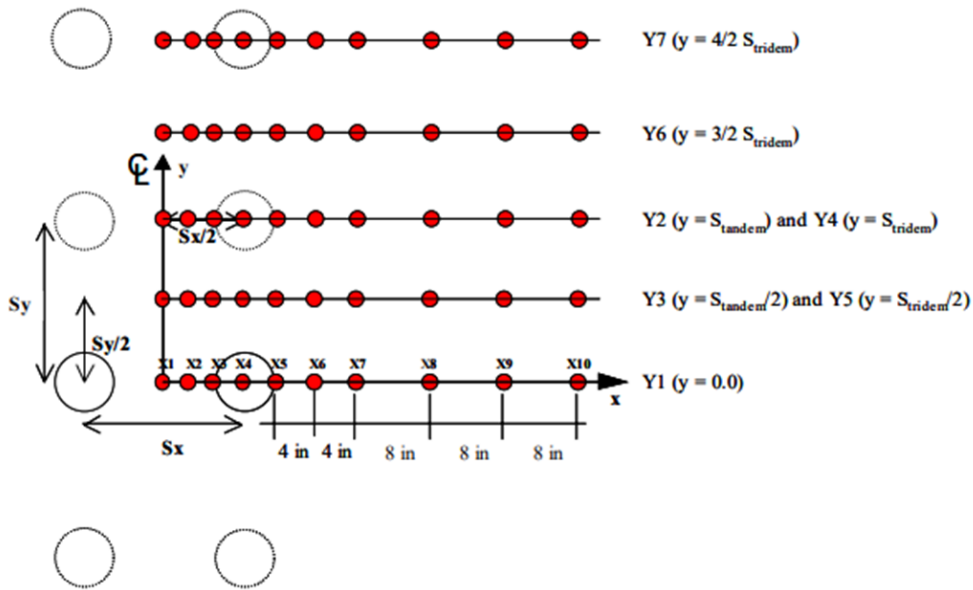 Y7 (y = 4/2 Stridem)
Y6 (y = 3/2 Stridem)
℄ y
Y2 (y = Standem) and Y4 (y = Stridem)
Sx/2
Sy
Y3 (y = Standem/2) and Y5 (y = Stridem/2)
Sy/2
X1 X2 X3 X4 X5 X6 X7 X8 X9 X10
Y1 (y = 0.0)
x
Sx
4 in 4 in 8 in 8 in 8 in